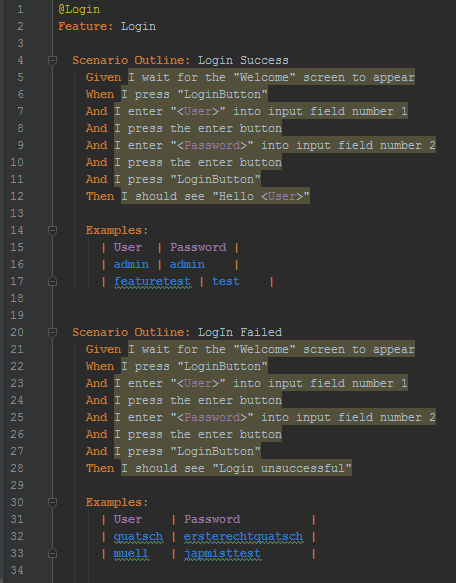 1 @Login
2 Feature: Login
3
4 Scenario Outline: Login Success
5 Given I wait for the "Welcome" screen to appear
6 When I press "LoginButton"
7 And I enter "<User>" into input field number 1
8 And I press the enter button
9 And I enter "<Password>" into input field number 2
10 And I press the enter button
11 And I press "LoginButton"
12 Then I should see "Hello <User>"
13
14 Examples:
15 | User | Password |
16 | admin | admin |
17 | featuretest | test |
18
19
20 Scenario Outline: LogIn Failed
21 Given I wait for the "Welcome" screen to appear
22 When I press "LoginButton"
23 And I enter "<User>" into input field number 1
24 And I press the enter button
25 And I enter "<Password>" into input field number 2
26 And I press the enter button
27 And I press "LoginButton"
28 Then I should see "Login unsuccessful"
29
30 Examples:
31 | User | Password |
32 | quatsch | ersterechtquatsch |
33 | muell | japmisttest |
34